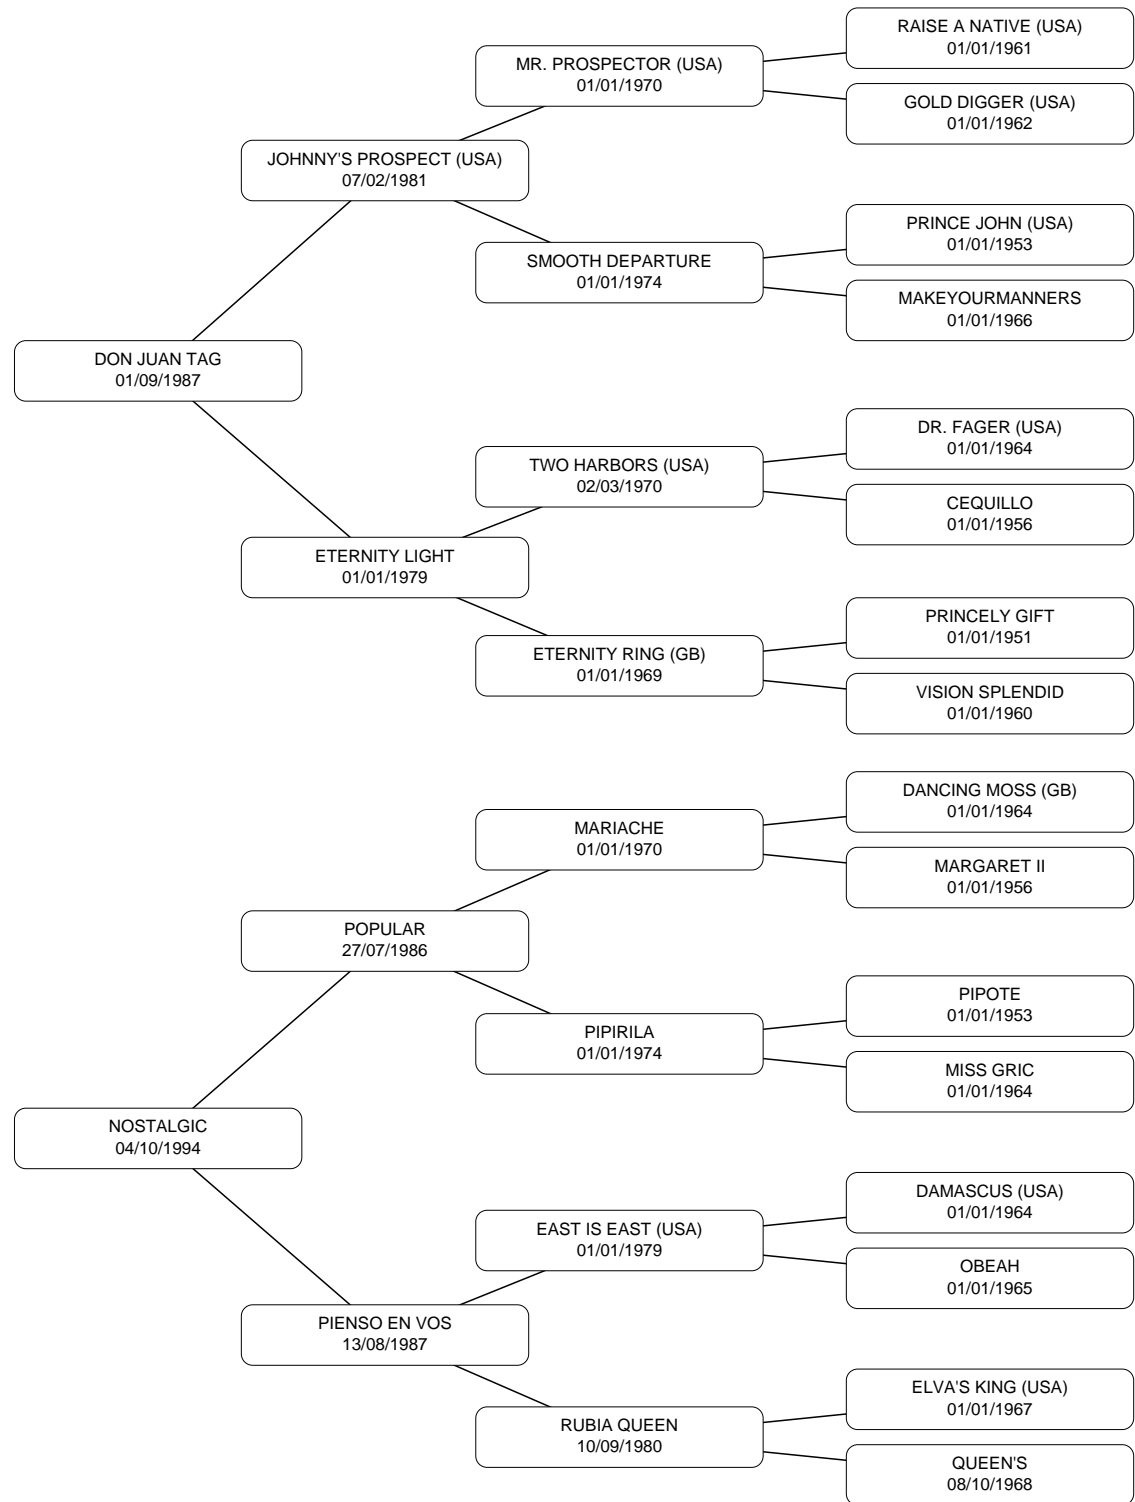 RAISE A NATIVE (USA)
01/01/1961
MR. PROSPECTOR (USA)
01/01/1970
GOLD DIGGER (USA)
01/01/1962
JOHNNY'S PROSPECT (USA)
07/02/1981
PRINCE JOHN (USA)
01/01/1953
SMOOTH DEPARTURE
01/01/1974
MAKEYOURMANNERS
01/01/1966
DON JUAN TAG
01/09/1987
DR. FAGER (USA)
01/01/1964
TWO HARBORS (USA)
02/03/1970
CEQUILLO
01/01/1956
ETERNITY LIGHT
01/01/1979
PRINCELY GIFT
01/01/1951
ETERNITY RING (GB)
01/01/1969
VISION SPLENDID
01/01/1960
DANCING MOSS (GB)
01/01/1964
MARIACHE
01/01/1970
MARGARET II
01/01/1956
POPULAR
27/07/1986
PIPOTE
01/01/1953
PIPIRILA
01/01/1974
MISS GRIC
01/01/1964
NOSTALGIC
04/10/1994
DAMASCUS (USA)
01/01/1964
EAST IS EAST (USA)
01/01/1979
OBEAH
01/01/1965
PIENSO EN VOS
13/08/1987
ELVA'S KING (USA)
01/01/1967
RUBIA QUEEN
10/09/1980
QUEEN'S
08/10/1968